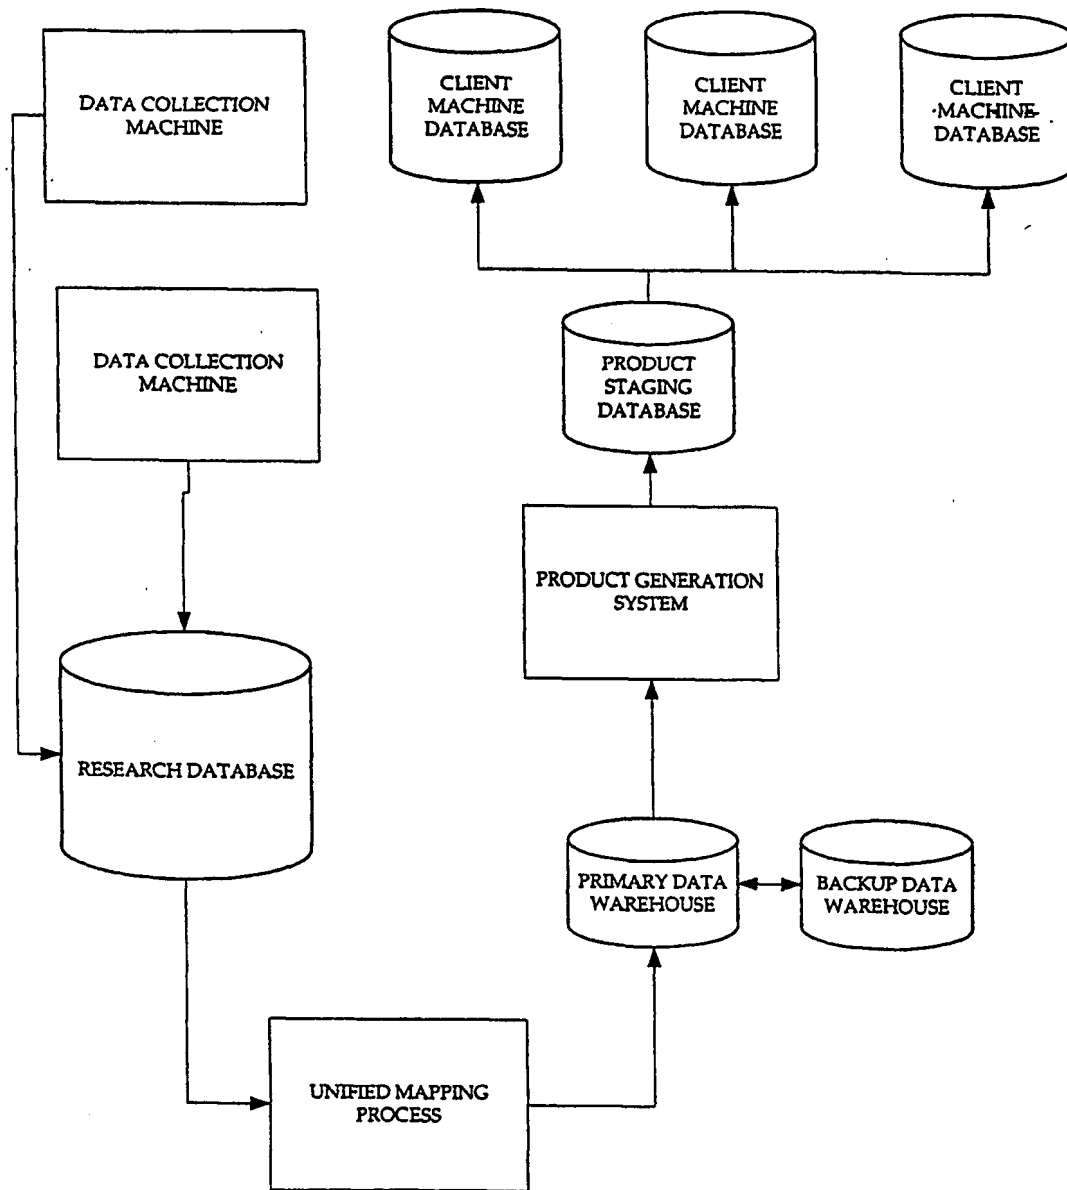 DATA COLLECTION
MACHINE
CLIENT
MACHINE
DATABASE
CLIENT
MACHINE
DATABASE
CLIENT
MACHINE
DATABASE
DATA COLLECTION
MACHINE
PRODUCT
STAGING
DATABASE
PRODUCT GENERATION
SYSTEM
RESEARCH DATABASE
PRIMARY DATA
WAREHOUSE
BACKUP DATA
WAREHOUSE
UNIFIED MAPPING
PROCESS